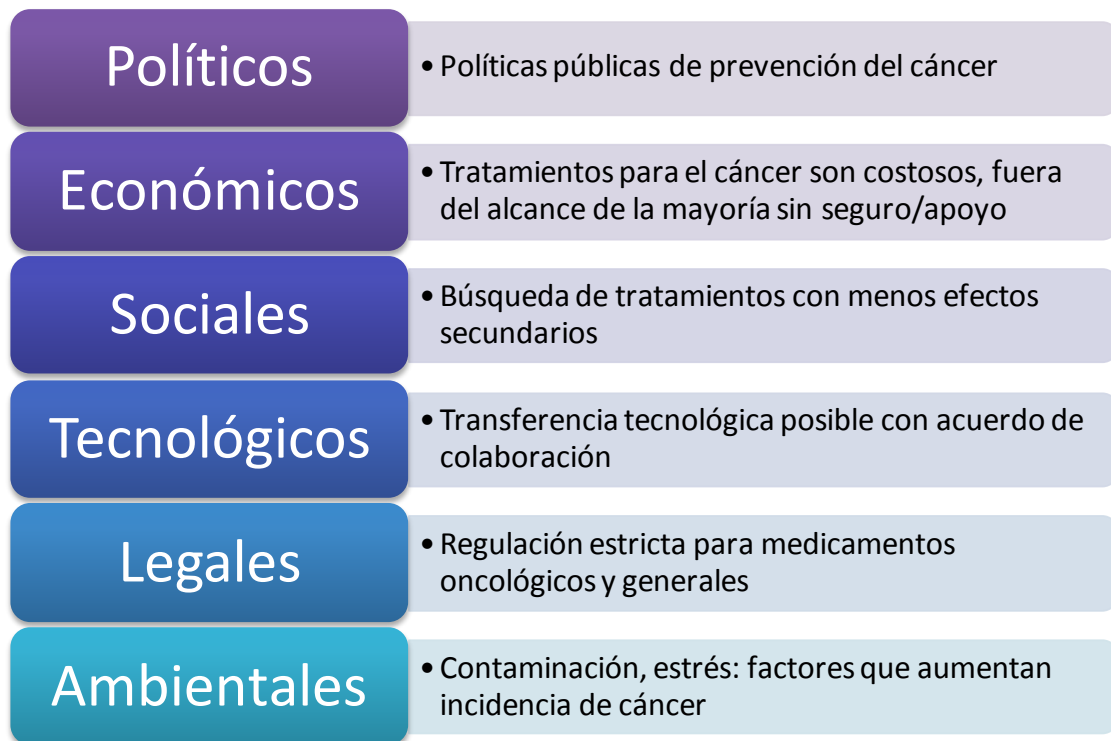 Políticos
• Políticas públicas de prevención del cáncer
Económicos
• Tratamientos para el cáncer son costosos, fuera
del alcance de la mayoría sin seguro/apoyo
Sociales
• Búsqueda de tratamientos con menos efectos
secundarios
Tecnológicos
• Transferencia tecnológica posible con acuerdo de
colaboración
Legales
• Regulación estricta para medicamentos
oncológicos y generales
Ambientales
• Contaminación, estrés: factores que aumentan
incidencia de cáncer